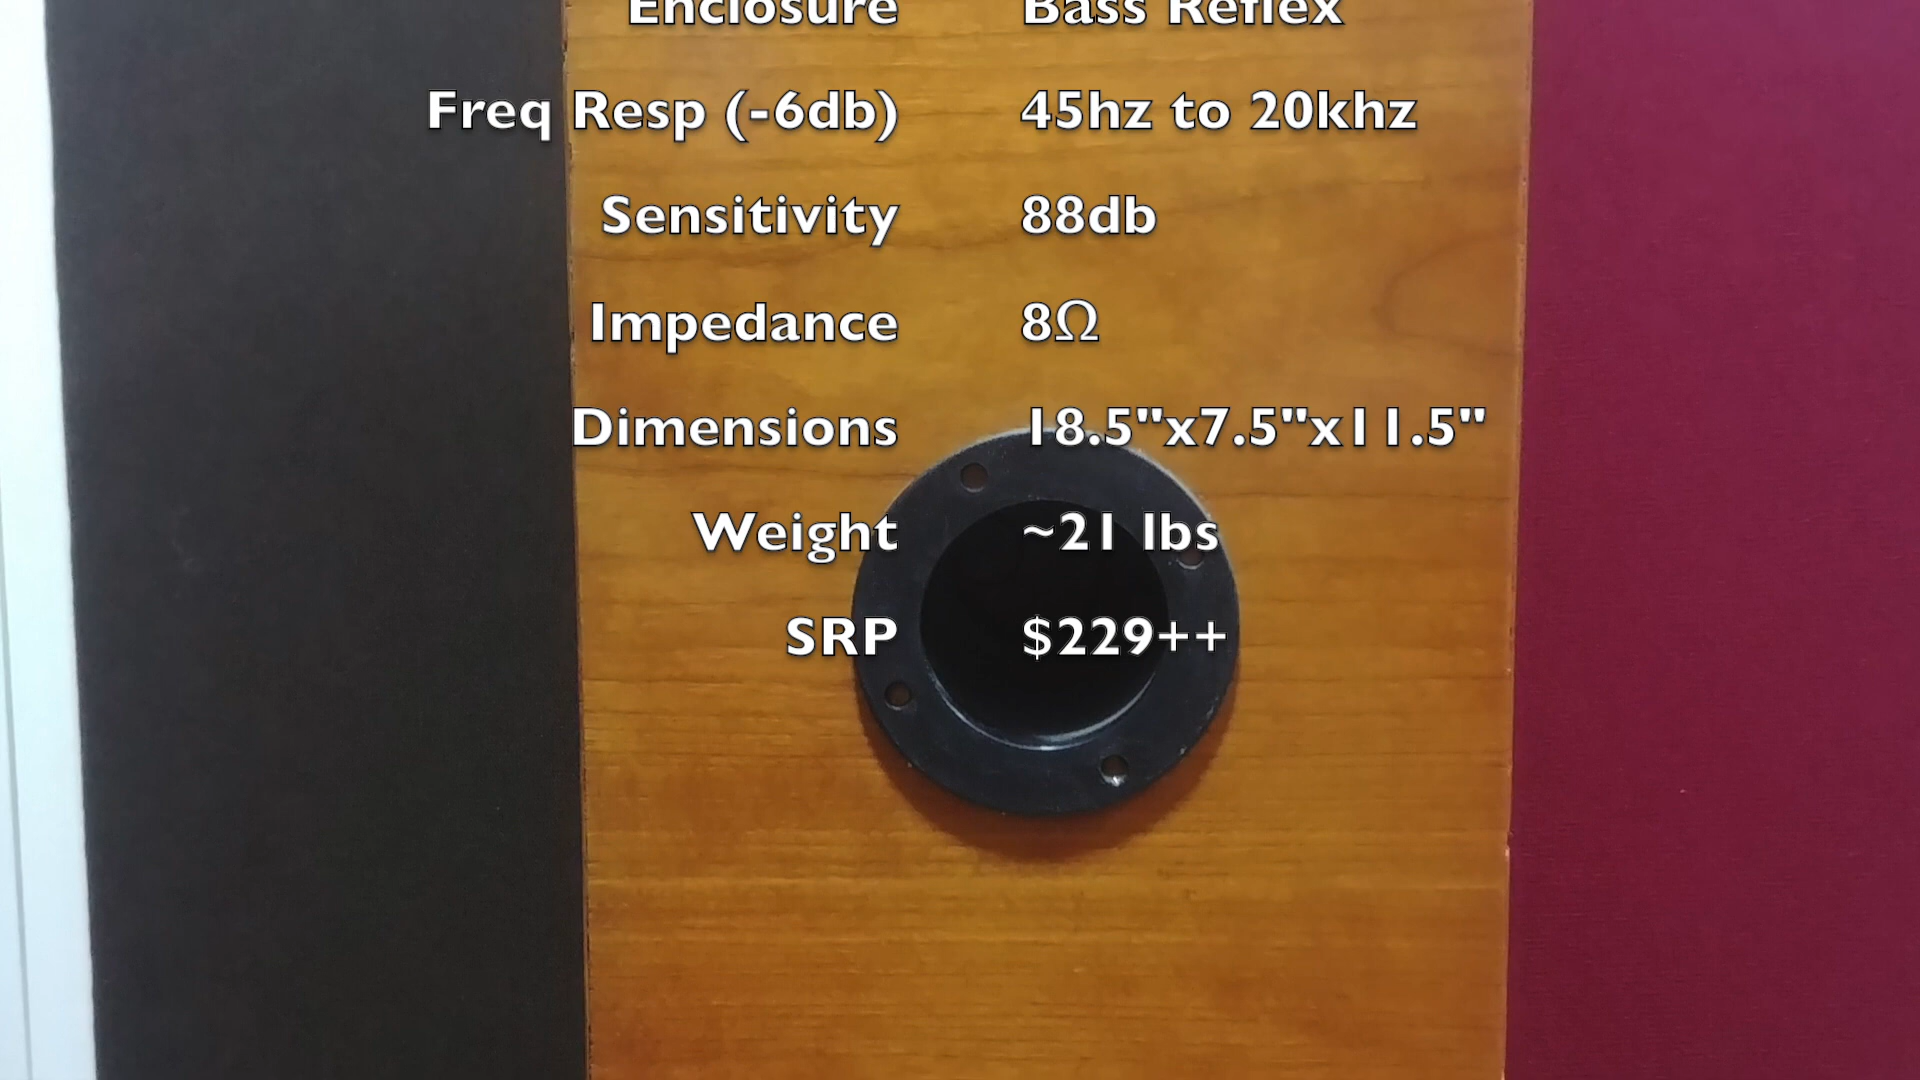 Enclosure Bass Reflex
Freq Resp (-6db) 45hz to 20khz
Sensitivity 88db
Impedance 8Ω
Dimensions 18.5"x7.5"x11.5"
Weight ~21 lbs
SRP $229++